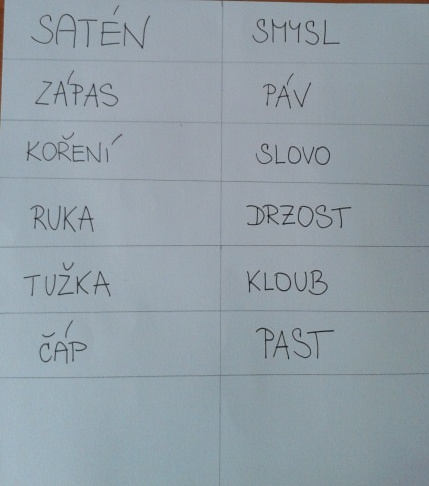 SATÉN SMYSL
ZÁPAS PÁV
KOŘENÍ SLOVO
RUKA DRZOST
TUŽKA KLOUB
ČÁP PAST